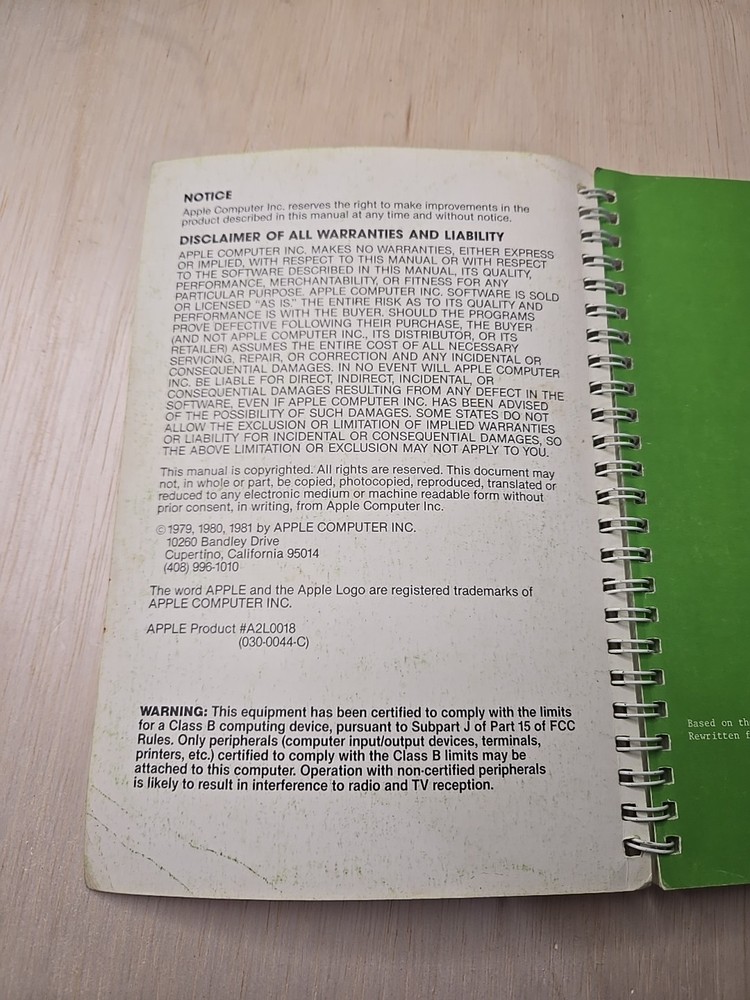 NOTICE
Apple Computer Inc. reserves the right to make improvements in the
product described in this manual at any time and without notice.
DISCLAIMER OF ALL WARRANTIES AND LIABILITY
APPLE COMPUTER INC. MAKES NO WARRANTIES, EITHER EXPRESS
OR IMPLIED, WITH RESPECT TO THIS MANUAL OR WITH RESPECT
TO THE SOFTWARE DESCRIBED IN THIS MANUAL, ITS QUALITY,
PERFORMANCE, MERCHANTABILITY, OR FITNESS FOR ANY
PARTICULAR PURPOSE. APPLE COMPUTER INC. SOFTWARE IS SOLD
OR LICENSED "AS IS." THE ENTIRE RISK AS TO ITS QUALITY AND
PERFORMANCE IS WITH THE BUYER. SHOULD THE PROGRAMS
PROVE DEFECTIVE FOLLOWING THEIR PURCHASE, THE BUYER
(AND NOT APPLE COMPUTER INC., ITS DISTRIBUTOR, OR ITS
RETAILER) ASSUMES THE ENTIRE COST OF ALL NECESSARY
SERVICING, REPAIR, OR CORRECTION AND ANY INCIDENTAL OR
CONSEQUENTIAL DAMAGES. IN NO EVENT WILL APPLE COMPUTER
INC. BE LIABLE FOR DIRECT, INDIRECT, INCIDENTAL, OR
CONSEQUENTIAL DAMAGES RESULTING FROM ANY DEFECT IN THE
SOFTWARE, EVEN IF APPLE COMPUTER INC. HAS BEEN ADVISED
OF THE POSSIBILITY OF SUCH DAMAGES. SOME STATES DO NOT
ALLOW THE EXCLUSION OR LIMITATION OF IMPLIED WARRANTIES
OR LIABILITY FOR INCIDENTAL OR CONSEQUENTIAL DAMAGES, SO
THE ABOVE LIMITATION OR EXCLUSION MAY NOT APPLY TO YOU.
This manual is copyrighted. All rights are reserved. This document may
not, in whole or part, be copied, photocopied, reproduced, translated or
reduced to any electronic medium or machine readable form without
prior consent, in writing, from Apple Computer Inc.
© 1979, 1980, 1981 by APPLE COMPUTER INC.
10260 Bandley Drive
Cupertino, California 95014
(408) 996-1010
The word APPLE and the Apple Logo are registered trademarks of
APPLE COMPUTER INC.
APPLE Product #A2L0018
(030-0044-C)
WARNING: This equipment has been certified to comply with the limits
for a Class B computing device, pursuant to Subpart J of Part 15 of FCC
Rules. Only peripherals (computer input/output devices, terminals,
printers, etc.) certified to comply with the Class B limits may be
attached to this computer. Operation with non-certified peripherals
is likely to result in interference to radio and TV reception.
Based on th
Rewritten f